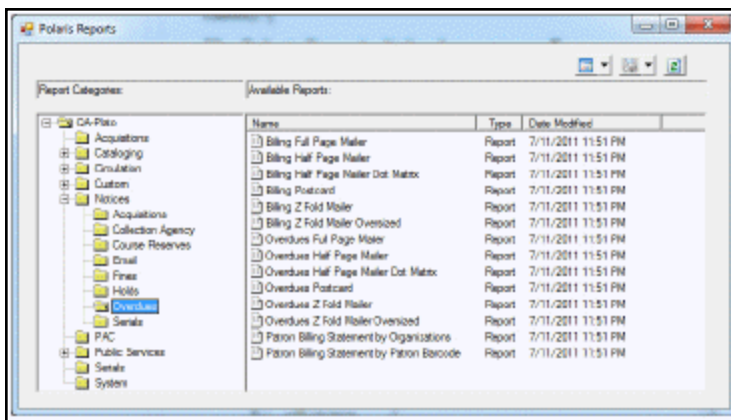 Polaris Reports
Report Categories:
Available Reports:
QA-Plato
Acquisitions
Cataloging
Circulation
Custom
Notices
Acquisitions
Collection Agency
Course Reserves
Email
Fines
Holds
Overdues
Serials
PAC
Public Services
Serials
System
Name Type Date Modified
Billing Full Page Mailer Report 7/11/2011 11:51 PM
Billing Half Page Mailer Report 7/11/2011 11:51 PM
Billing Half Page Mailer Dot Matrix Report 7/11/2011 11:51 PM
Billing Postcard Report 7/11/2011 11:51 PM
Billing Z Fold Mailer Report 7/11/2011 11:51 PM
Billing Z Fold Mailer Oversized Report 7/11/2011 11:51 PM
Overdues Full Page Mailer Report 7/11/2011 11:51 PM
Overdues Half Page Mailer Report 7/11/2011 11:51 PM
Overdues Half Page Mailer Dot Matrix Report 7/11/2011 11:51 PM
Overdues Postcard Report 7/11/2011 11:51 PM
Overdues Z Fold Mailer Report 7/11/2011 11:51 PM
Overdues Z Fold Mailer Oversized Report 7/11/2011 11:51 PM
Patron Billing Statement by Organizations Report 7/11/2011 11:51 PM
Patron Billing Statement by Patron Barcode Report 7/11/2011 11:51 PM